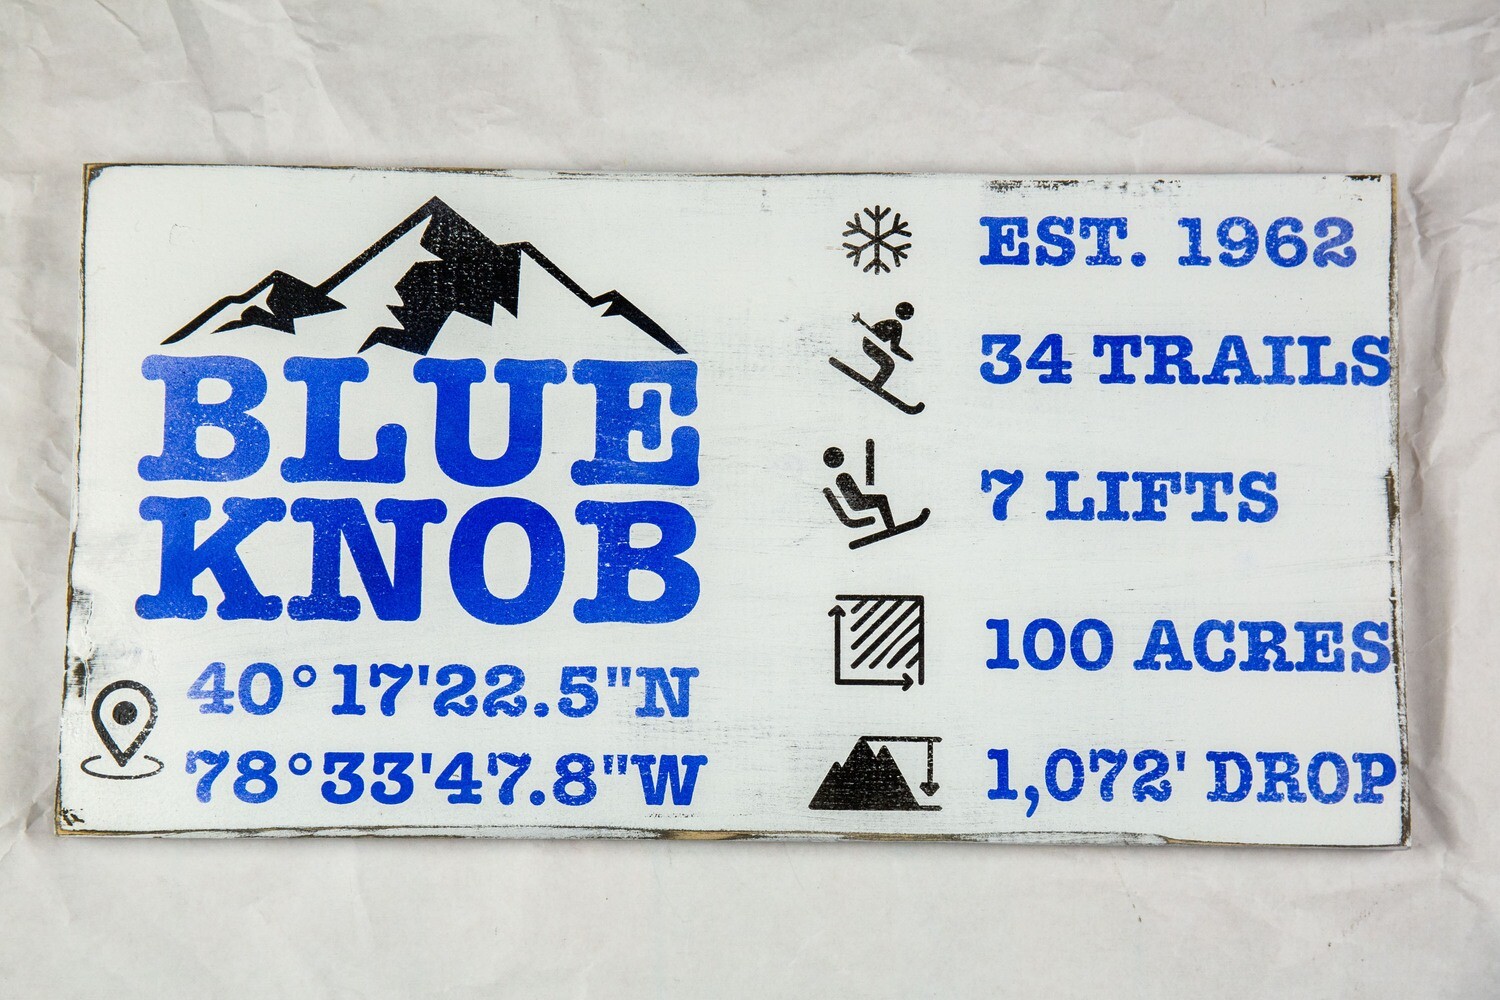 BLUE
KNOB
40°17'22.5"N
78°33'47.8"W
EST. 1962
34 TRAILS
7 LIFTS
100 ACRES
1,072' DROP